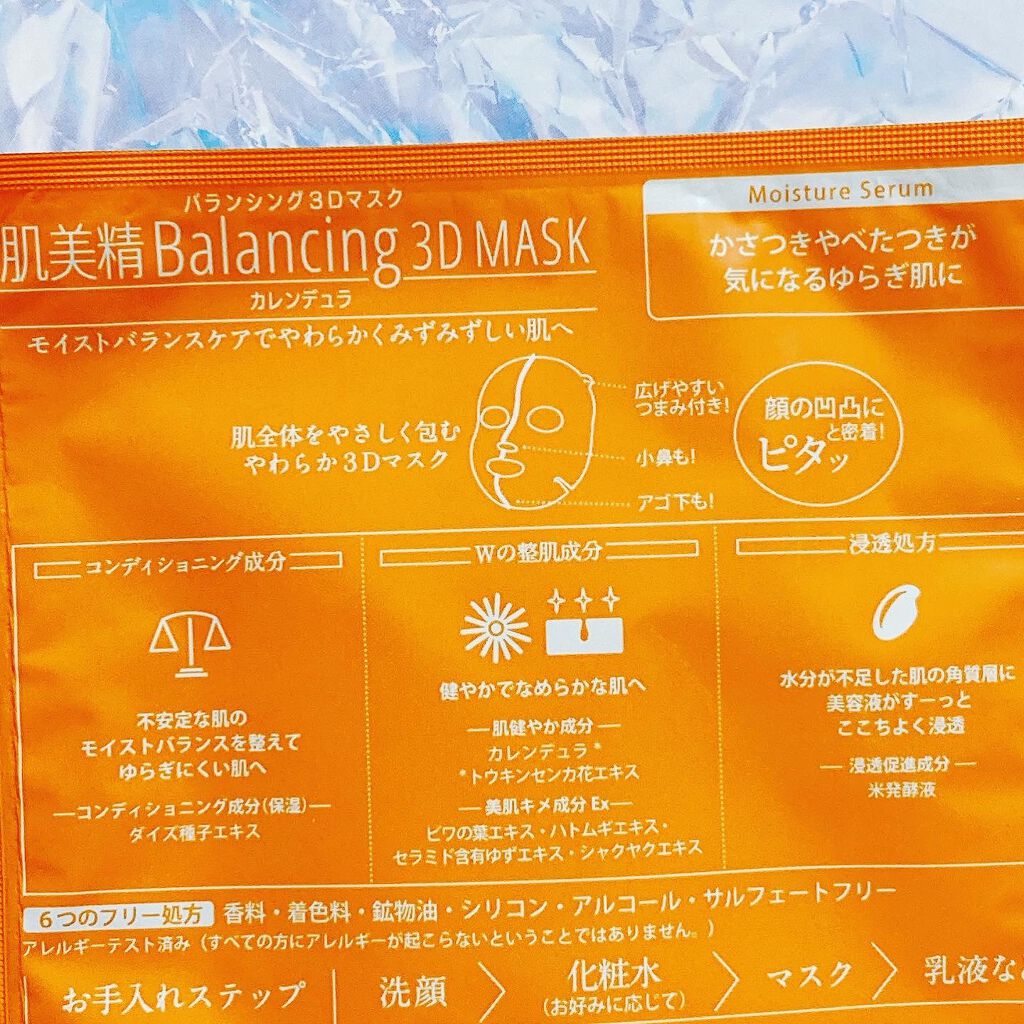 バランシング3Dマスク
肌美精 Balancing 3D MASK
カレンデュラ
Moisture Serum
かさつきやべたつきが
気になるゆらぎ肌に
モイストバランスケアでやわらかくみずみずしい肌へ
肌全体をやさしく包む
やわらか3Dマスク
広げやすい
つまみ付き!
小鼻も!
アゴ下も!
顔の凹凸に
ピタッ
と密着!
コンディショニング成分
不安定な肌の
モイストバランスを整えて
ゆらぎにくい肌へ
―コンディショニング成分(保湿)―
ダイズ種子エキス
Wの整肌成分
健やかでなめらかな肌へ
―肌健やか成分―
カレンデュラ*
*トウキンセンカ花エキス
―美肌キメ成分 Ex―
ビワの葉エキス・ハトムギエキス・
セラミド含有ゆずエキス・シャクヤクエキス
浸透処方
水分が不足した肌の角質層に
美容液がすーっと
ここちよく浸透
― 浸透促進成分 ―
米発酵液
6つのフリー処方 香料・着色料・鉱物油・シリコン・アルコール・サルフェートフリー
アレルギーテスト済み(すべての方にアレルギーが起こらないということではありません。)
お手入れステップ 洗顔 化粧水 マスク 乳液な
(お好みに応じて)